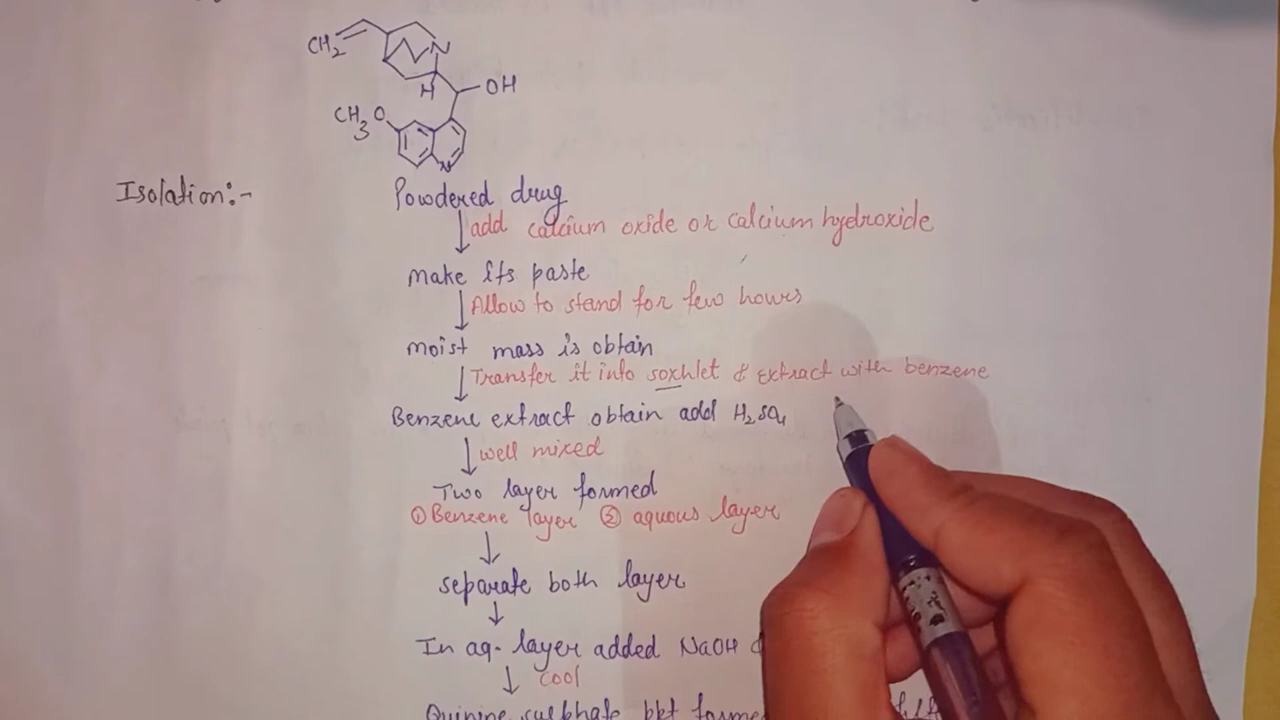 CH2
N
H
OH
CH3O
N
Isolation:-
Powdered drug
add calcium oxide or calcium hydroxide
make its paste
Allow to stand for few hours
moist mass is obtain
Transfer it into soxhlet & extract with benzene
Benzene extract obtain add H2SO4
well mixed
Two layer formed
① Benzene layer ② aquous layer
separate both layer
In aq. layer added NaOH
cool
Quinine sulphate ppt